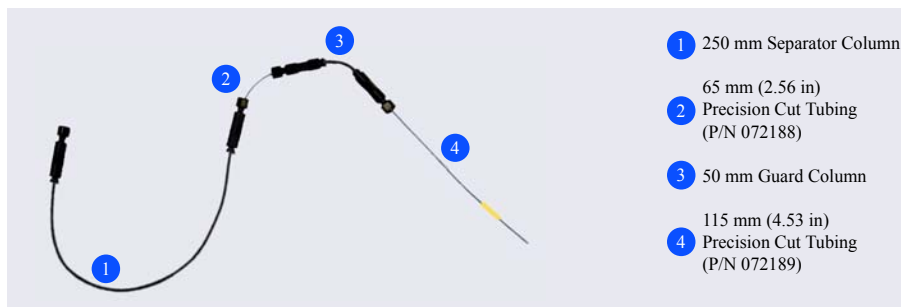 3
2
4
1
1 250 mm Separator Column
65 mm (2.56 in)
2 Precision Cut Tubing
(P/N 072188)
3 50 mm Guard Column
115 mm (4.53 in)
4 Precision Cut Tubing
(P/N 072189)